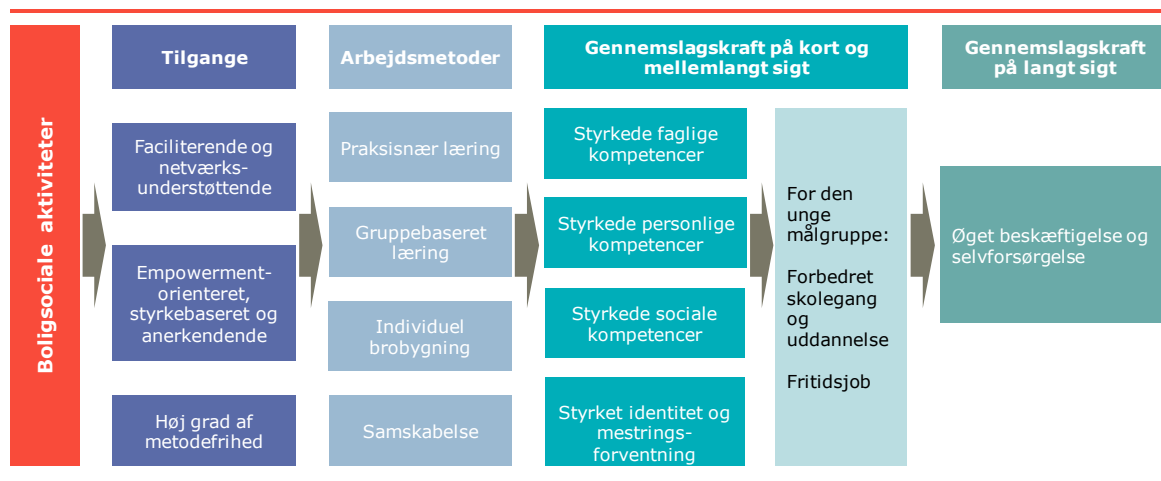 Boligsociale aktiviteter
Tilgange
Faciliterende og
netværks-
understøttende
Empowerment-
orienteret,
styrkebaseret og
anerkendende
Høj grad af
metodefrihed
Arbejdsmetoder
Praksisnær læring
Gruppebaseret
læring
Individuel
brobygning
Samskabelse
Gennemslagskraft på kort og
mellemlangt sigt
Styrkede faglige
kompetencer
Styrkede personlige
kompetencer
Styrkede sociale
kompetencer
Styrket identitet og
mestrings-
forventning
For den
unge
målgruppe:
Forbedret
skolegang
og
uddannelse
Fritidsjob
Gennemslagskraft
på langt sigt
Øget beskæftigelse og
selvforsørgelse